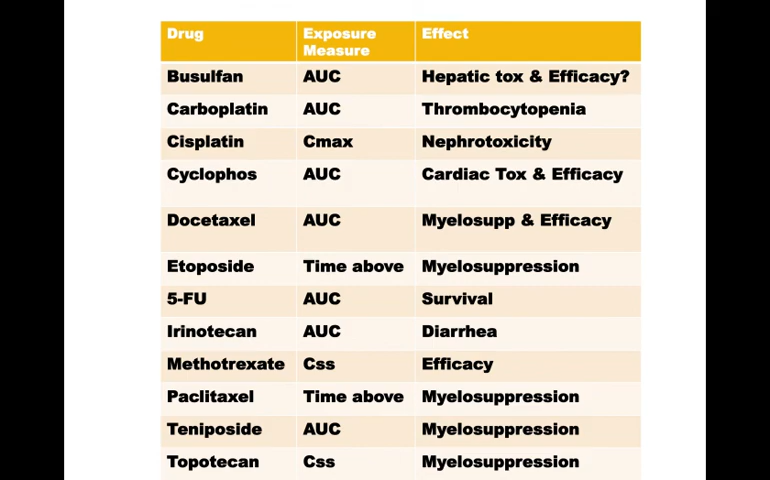 Drug Exposure Measure Effect
Busulfan AUC Hepatic tox & Efficacy?
Carboplatin AUC Thrombocytopenia
Cisplatin Cmax Nephrotoxicity
Cyclophos AUC Cardiac Tox & Efficacy
Docetaxel AUC Myelosupp & Efficacy
Etoposide Time above Myelosuppression
5-FU AUC Survival
Irinotecan AUC Diarrhea
Methotrexate Css Efficacy
Paclitaxel Time above Myelosuppression
Teniposide AUC Myelosuppression
Topotecan Css Myelosuppression